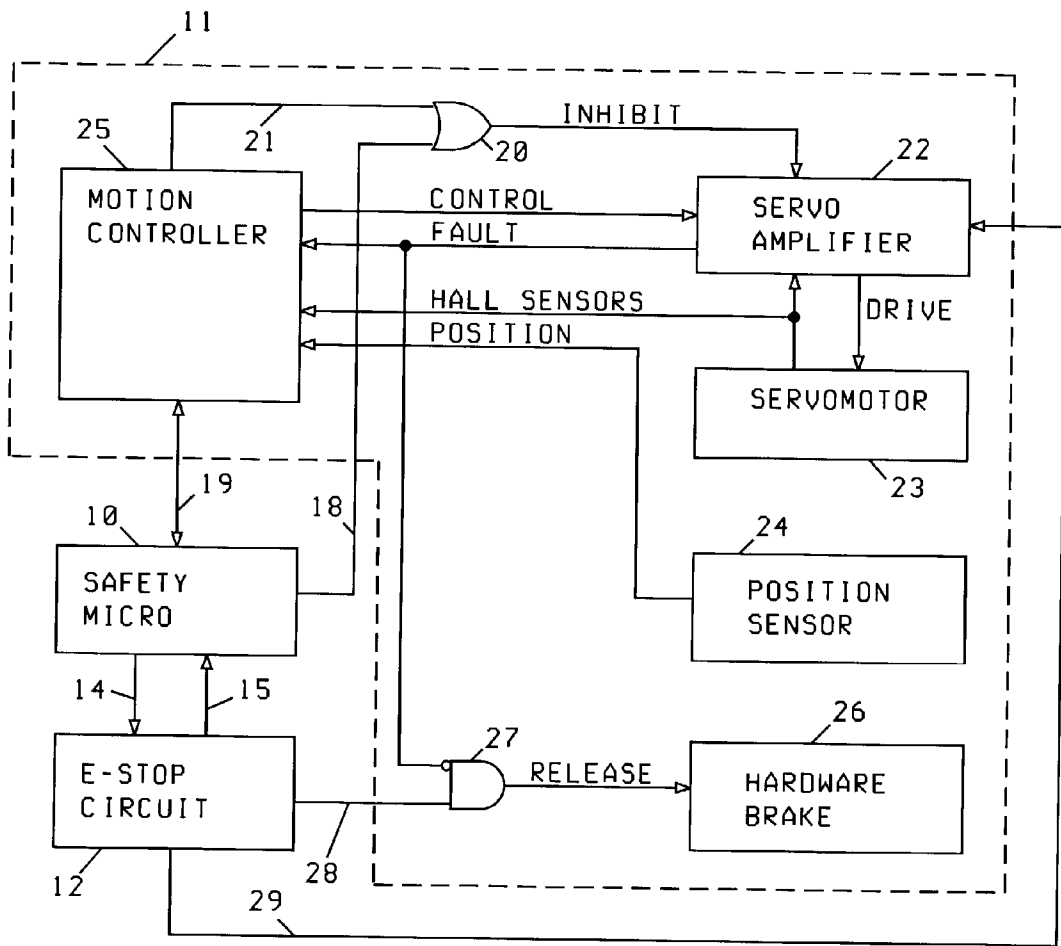 11
21
INHIBIT
25
20
22
MOTION
CONTROLLER
CONTROL
SERVO
AMPLIFIER
FAULT
HALL SENSORS
DRIVE
POSITION
SERVOMOTOR
19
18
23
10
24
SAFETY
MICRO
POSITION
SENSOR
14
15
27
26
E-STOP
CIRCUIT
RELEASE
HARDWARE
BRAKE
28
12
29